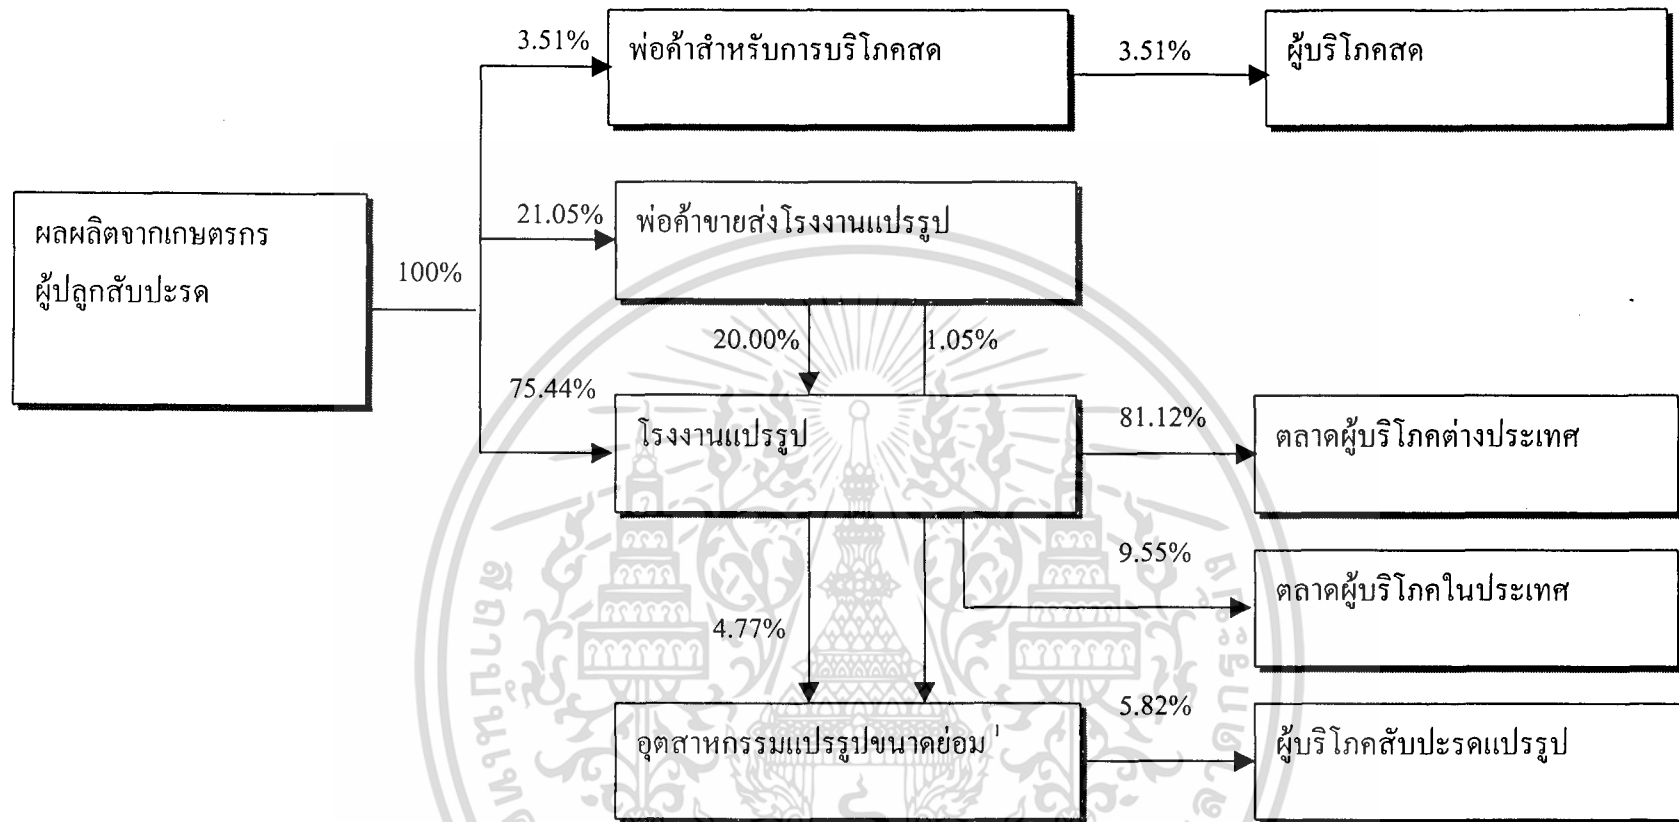 3.51%
พ่อค้าสำหรับการบริโภคสด
3.51%
ผู้บริโภคสด
ผลผลิตจากเกษตรกร
ผู้ปลูกสับปะรด
100%
21.05%
พ่อค้าขายส่งโรงงานแปรรูป
20.00%
1.05%
75.44%
โรงงานแปรรูป
81.12%
ตลาดผู้บริโภคต่างประเทศ
9.55%
ตลาดผู้บริโภคในประเทศ
4.77%
อุตสาหกรรมแปรรูปขนาดย่อม
5.82%
ผู้บริโภคสับปะรดแปรรูป